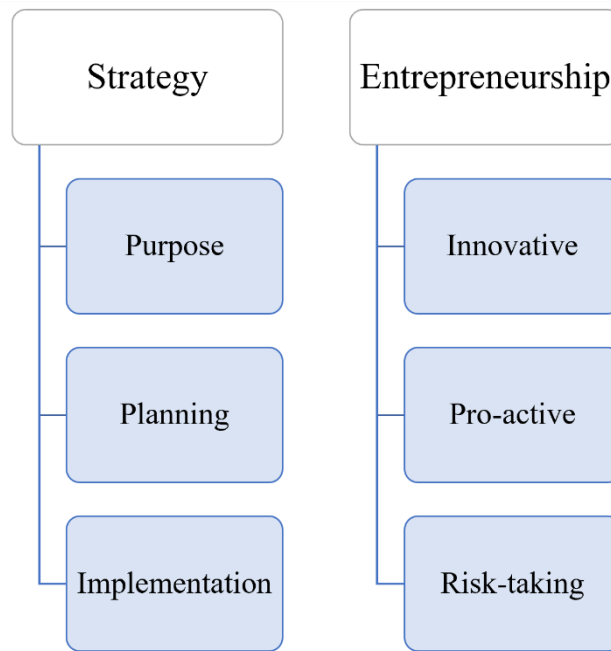 Strategy
Purpose
Planning
Implementation
Entrepreneurship
Innovative
Pro-active
Risk-taking